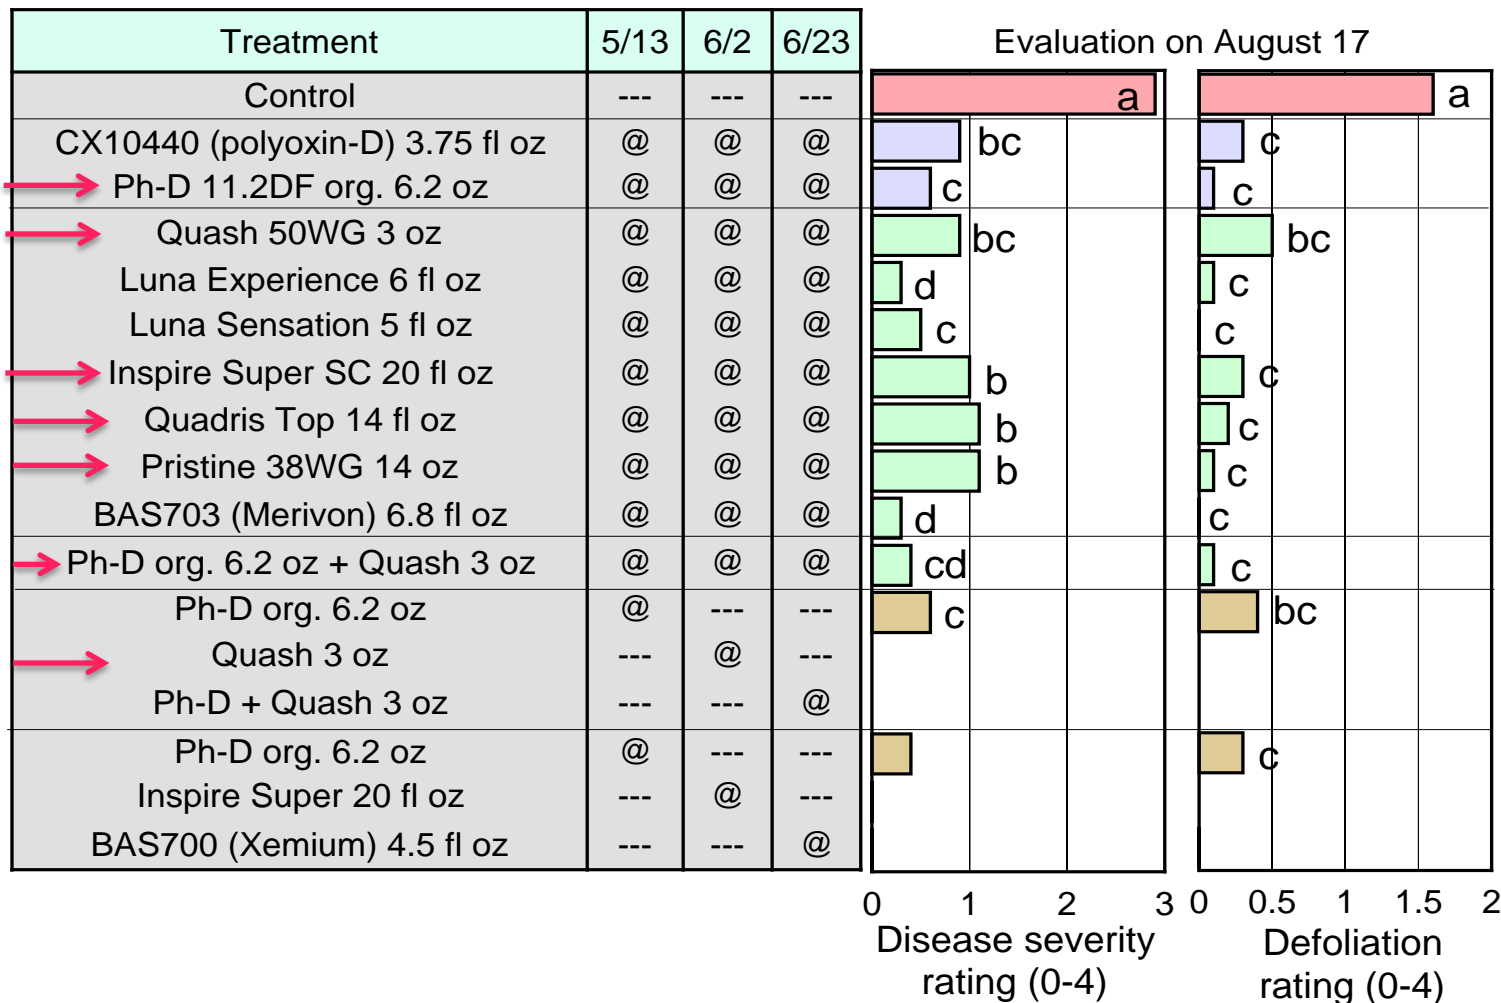 Treatment 5/13 6/2 6/23 Evaluation on August 17
Control --- --- --- a a
CX10440 (polyoxin-D) 3.75 fl oz @ @ @ bc c
Ph-D 11.2DF org. 6.2 oz @ @ @ c c
Quash 50WG 3 oz @ @ @ bc bc
Luna Experience 6 fl oz @ @ @ d c
Luna Sensation 5 fl oz @ @ @ c c
Inspire Super SC 20 fl oz @ @ @ b c
Quadris Top 14 fl oz @ @ @ b c
Pristine 38WG 14 oz @ @ @ b c
BAS703 (Merivon) 6.8 fl oz @ @ @ d c
Ph-D org. 6.2 oz + Quash 3 oz @ @ @ cd c
Ph-D org. 6.2 oz @ --- --- c bc
Quash 3 oz --- @ ---
Ph-D + Quash 3 oz --- --- @
Ph-D org. 6.2 oz @ --- --- c
Inspire Super 20 fl oz --- @ ---
BAS700 (Xemium) 4.5 fl oz --- --- @
0 1 2 3 0 0.5 1 1.5 2
Disease severity Defoliation
rating (0-4) rating (0-4)